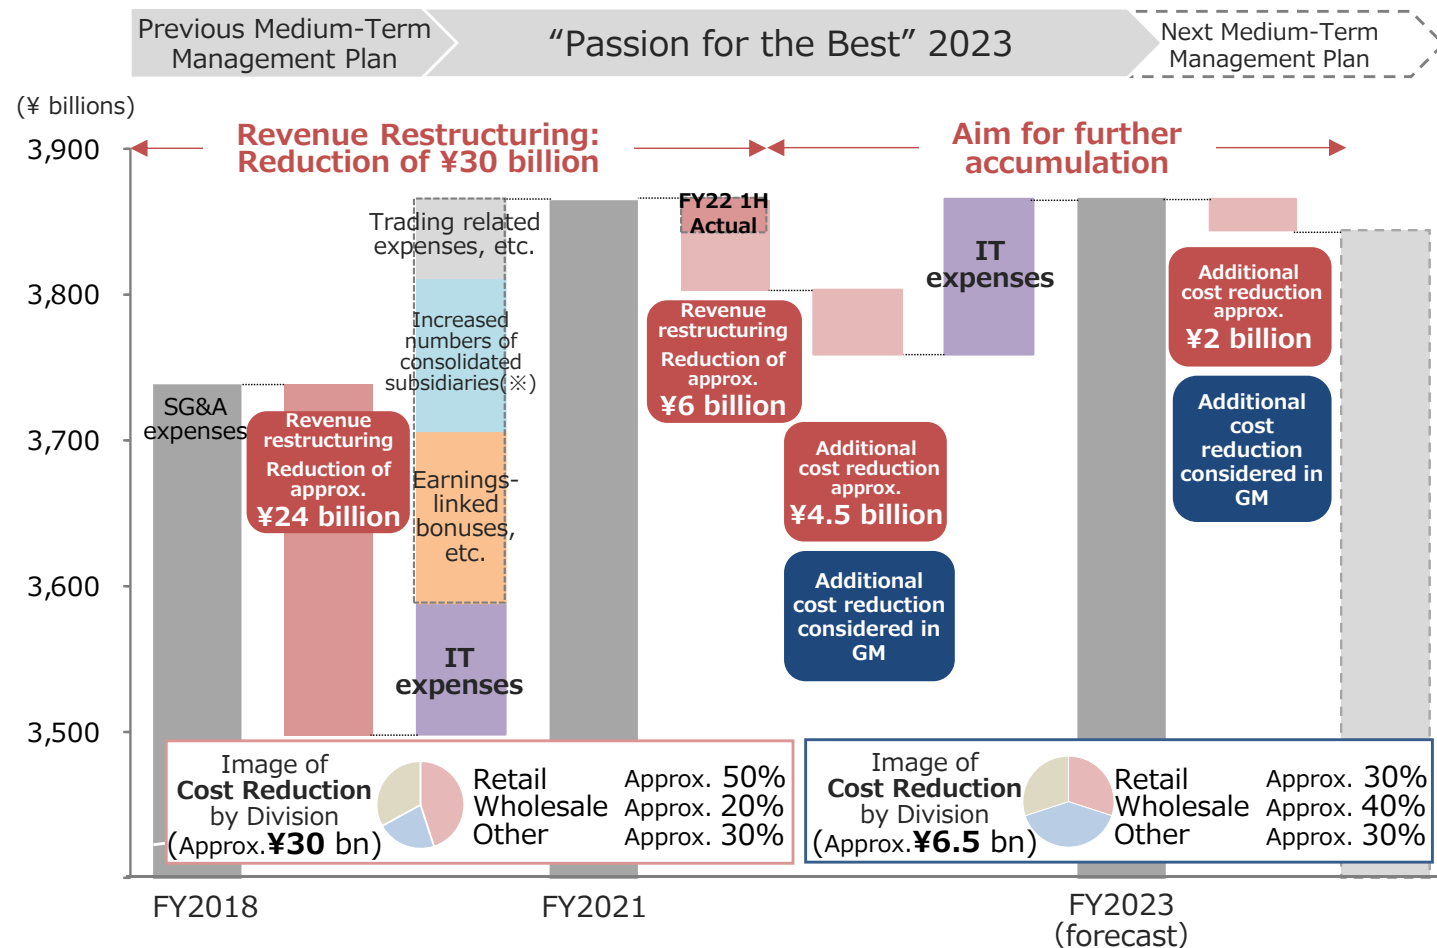 Previous Medium-Term
Management Plan
“Passion for the Best” 2023
Next Medium-Term
Management Plan
(¥ billions)
3,900
3,800
3,700
3,600
3,500
Revenue Restructuring:
Reduction of ¥30 billion
Aim for further
accumulation
SG&A
expenses
Revenue
restructuring
Reduction of
approx.
¥24 billion
Trading related
expenses, etc.
Increased
numbers of
consolidated
subsidiaries(※)
Earnings-
linked
bonuses,
etc.
IT
expenses
FY22 1H
Actual
Revenue
restructuring
Reduction of
approx.
¥6 billion
Additional
cost reduction
approx.
¥4.5 billion
Additional
cost reduction
considered in
GM
IT
expenses
Additional
cost reduction
approx.
¥2 billion
Additional
cost
reduction
considered in
GM
Image of
Cost Reduction
by Division
(Approx.¥30 bn)
Retail Approx. 50%
Wholesale Approx. 20%
Other Approx. 30%
Image of
Cost Reduction
by Division
(Approx.¥6.5 bn)
Retail Approx. 30%
Wholesale Approx. 40%
Other Approx. 30%
FY2018
FY2021
FY2023
(forecast)